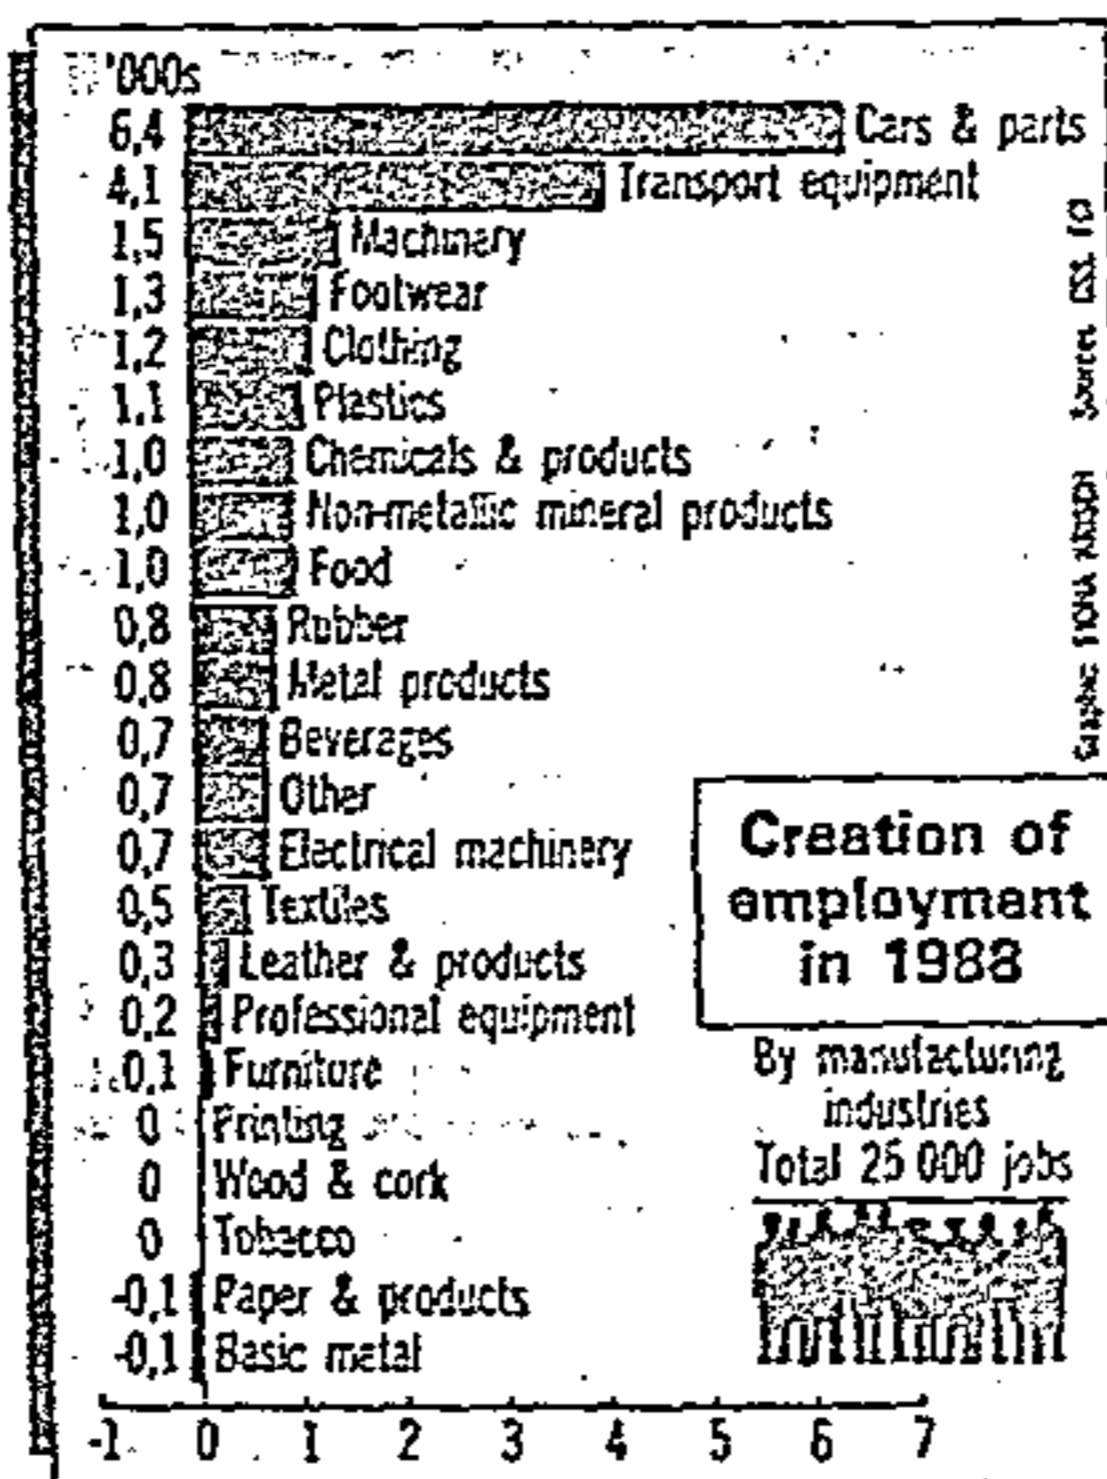 '000s
6,4 Cars & parts
4,1 Transport equipment
1,5 Machinery
1,3 Footwear
1,2 Clothing
1,1 Plastics
1,0 Chemicals & products
1,0 Non-metallic mineral products
1,0 Food
0,8 Rubber
0,8 Metal products
0,7 Beverages
0,7 Other
0,7 Electrical machinery
0,5 Textiles
0,3 Leather & products
0,2 Professional equipment
0,1 Furniture
0 Printing
0 Wood & cork
0 Tobacco
-0,1 Paper & products
-0,1 Basic metal
-1 0 1 2 3 4 5 6 7
Creation of
employment
in 1988
By manufacturing
industries
Total 25 000 jobs
Graphic: FIONA Source: